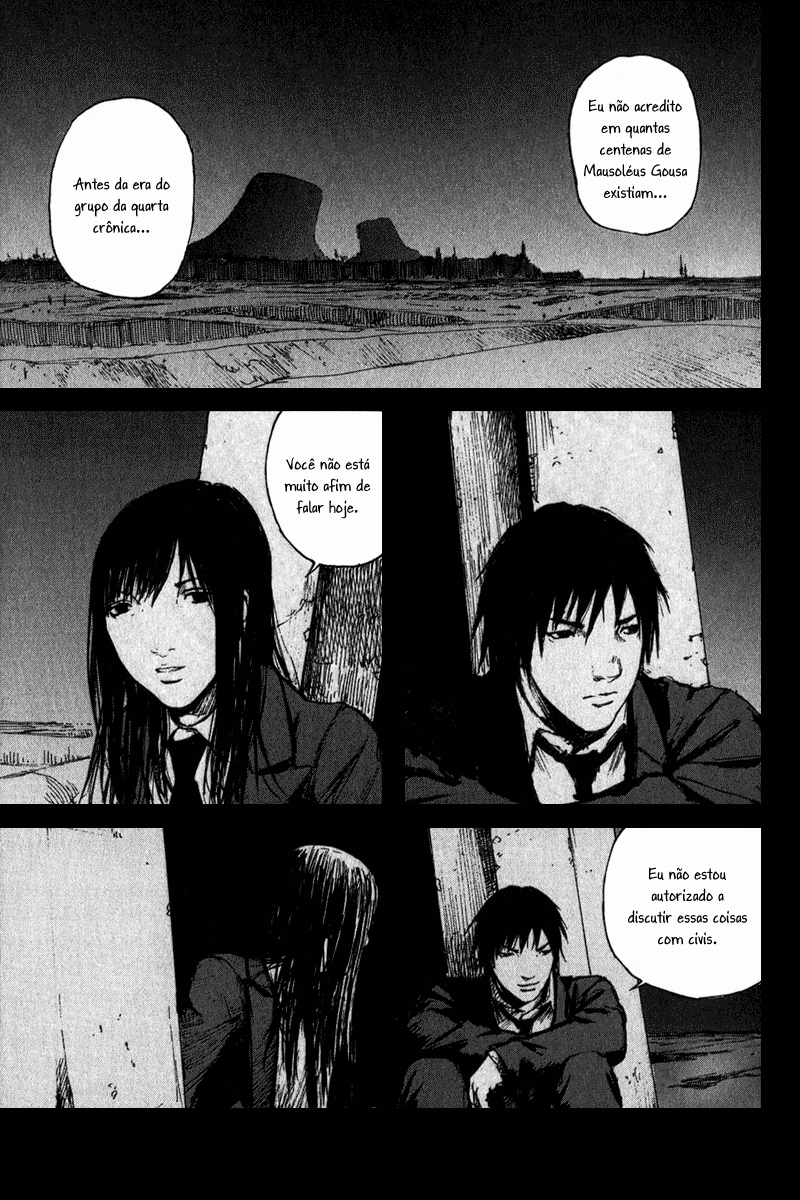 Eu não acredito
em quantas
centenas de
Mausoléus Gousa
existiam...
Antes da era do
grupo da quarta
crônica...
Você não está
muito afim de
falar hoje.
Eu não estou
autorizado a
discutir essas coisas
com civis.